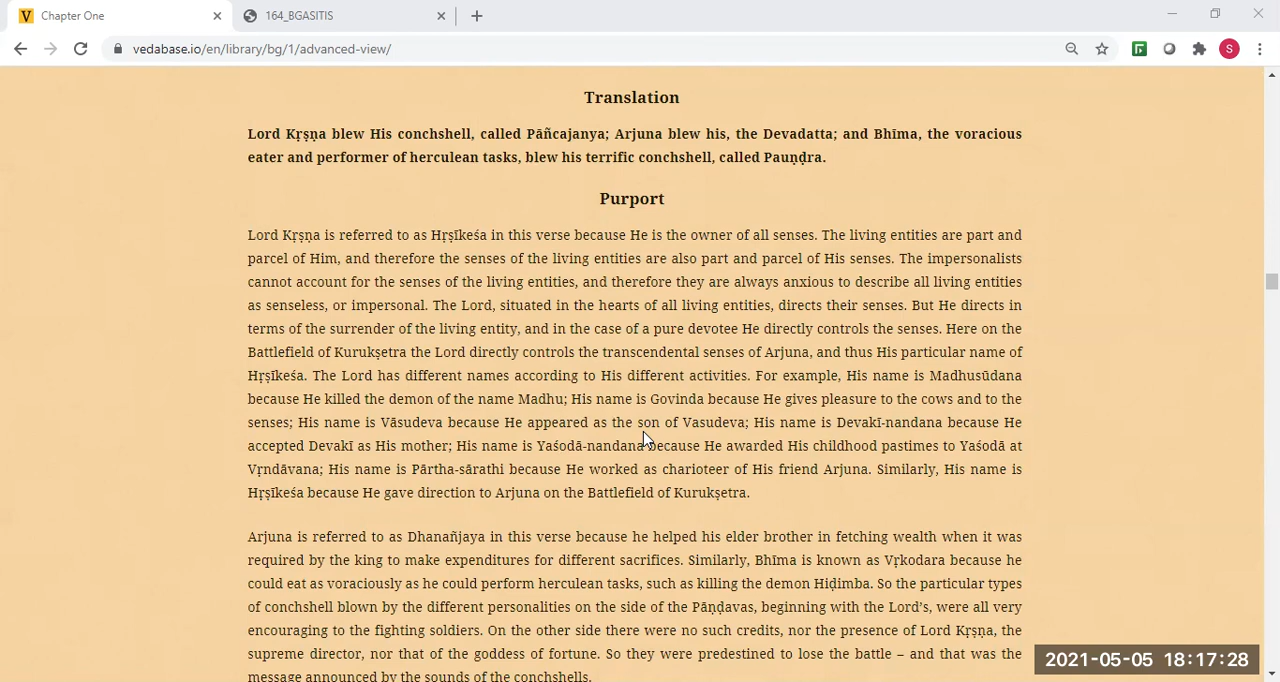 Chapter One
164_BGASITIS
vedabase.io/en/library/bg/1/advanced-view/
S
Translation
Lord Kṛṣṇa blew His conchshell, called Pāñcajanya; Arjuna blew his, the Devadatta; and Bhīma, the voracious
eater and performer of herculean tasks, blew his terrific conchshell, called Pauṇḍra.
Purport
Lord Kṛṣṇa is referred to as Hṛṣīkeśa in this verse because He is the owner of all senses. The living entities are part and
parcel of Him, and therefore the senses of the living entities are also part and parcel of His senses. The impersonalists
cannot account for the senses of the living entities, and therefore they are always anxious to describe all living entities
as senseless, or impersonal. The Lord, situated in the hearts of all living entities, directs their senses. But He directs in
terms of the surrender of the living entity, and in the case of a pure devotee He directly controls the senses. Here on the
Battlefield of Kurukṣetra the Lord directly controls the transcendental senses of Arjuna, and thus His particular name of
Hṛṣīkeśa. The Lord has different names according to His different activities. For example, His name is Madhusūdana
because He killed the demon of the name Madhu; His name is Govinda because He gives pleasure to the cows and to the
senses; His name is Vāsudeva because He appeared as the son of Vasudeva; His name is Devakī-nandana because He
accepted Devakī as His mother; His name is Yaśodā-nandana because He awarded His childhood pastimes to Yaśodā at
Vṛndāvana; His name is Pārtha-sārathi because He worked as charioteer of His friend Arjuna. Similarly, His name is
Hṛṣīkeśa because He gave direction to Arjuna on the Battlefield of Kurukṣetra.
Arjuna is referred to as Dhanañjaya in this verse because he helped his elder brother in fetching wealth when it was
required by the king to make expenditures for different sacrifices. Similarly, Bhīma is known as Vṛkodara because he
could eat as voraciously as he could perform herculean tasks, such as killing the demon Hiḍimba. So the particular types
of conchshell blown by the different personalities on the side of the Pāṇḍavas, beginning with the Lord's, were all very
encouraging to the fighting soldiers. On the other side there were no such credits, nor the presence of Lord Kṛṣṇa, the
supreme director, nor that of the goddess of fortune. So they were predestined to lose the battle – and that was the
message announced by the sounds of the conchshells.
2021-05-05 18:17:28